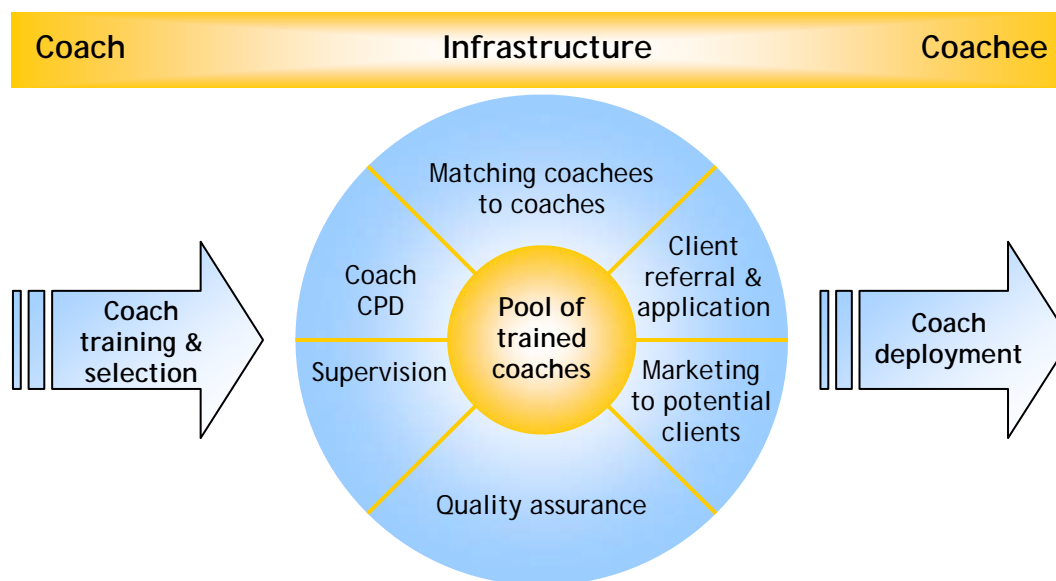 Coach Infrastructure Coachee
Matching coachees
to coaches
Client
referral &
application
Coach
CPD
Pool of
trained
coaches
Coach
training &
selection
Coach
deployment
Supervision
Marketing
to potential
clients
Quality assurance